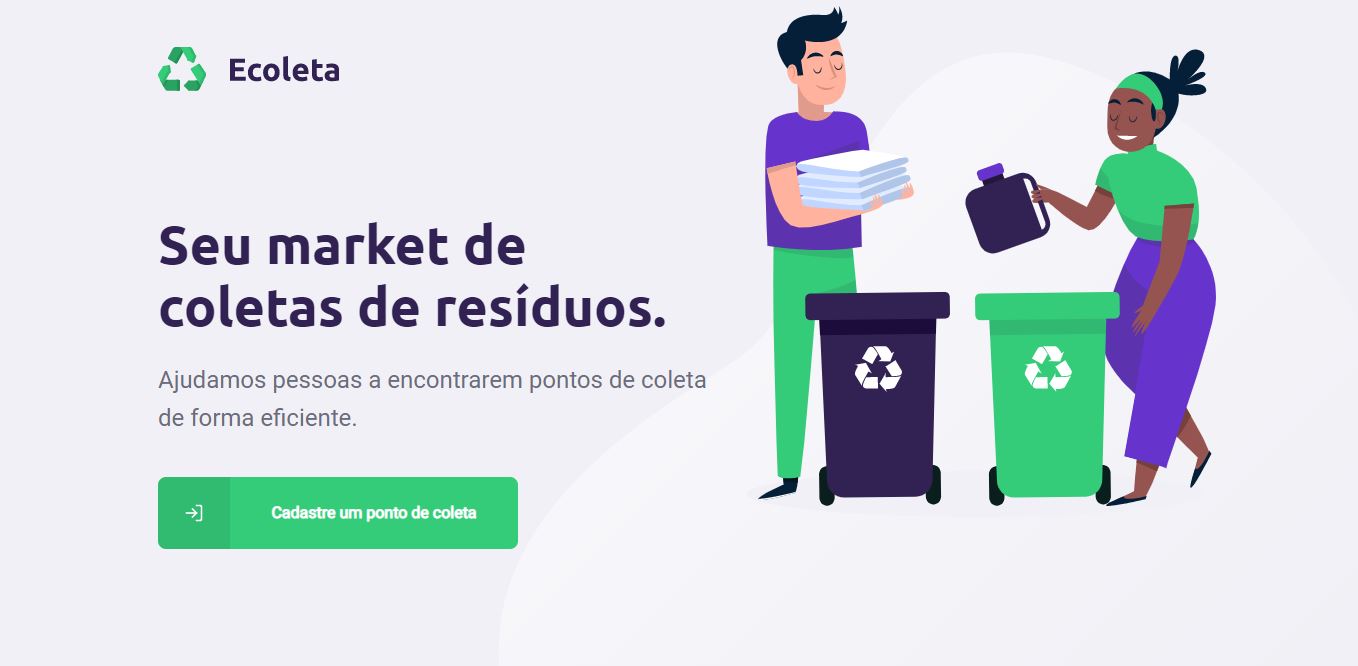 Ecoleta
Seu market de
coletas de resíduos.
Ajudamos pessoas a encontrarem pontos de coleta
de forma eficiente.
Cadastre um ponto de coleta